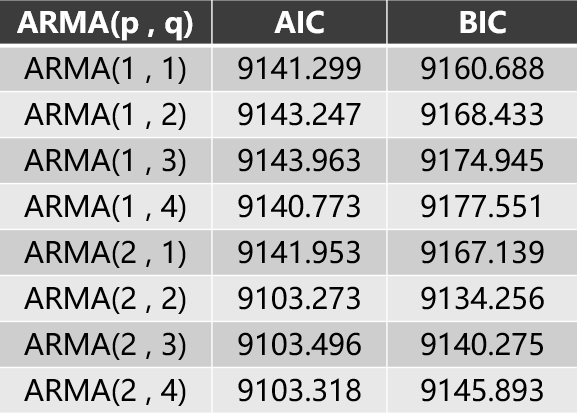 ARMA(p , q) AIC BIC
ARMA(1 , 1) 9141.299 9160.688
ARMA(1 , 2) 9143.247 9168.433
ARMA(1 , 3) 9143.963 9174.945
ARMA(1 , 4) 9140.773 9177.551
ARMA(2 , 1) 9141.953 9167.139
ARMA(2 , 2) 9103.273 9134.256
ARMA(2 , 3) 9103.496 9140.275
ARMA(2 , 4) 9103.318 9145.893